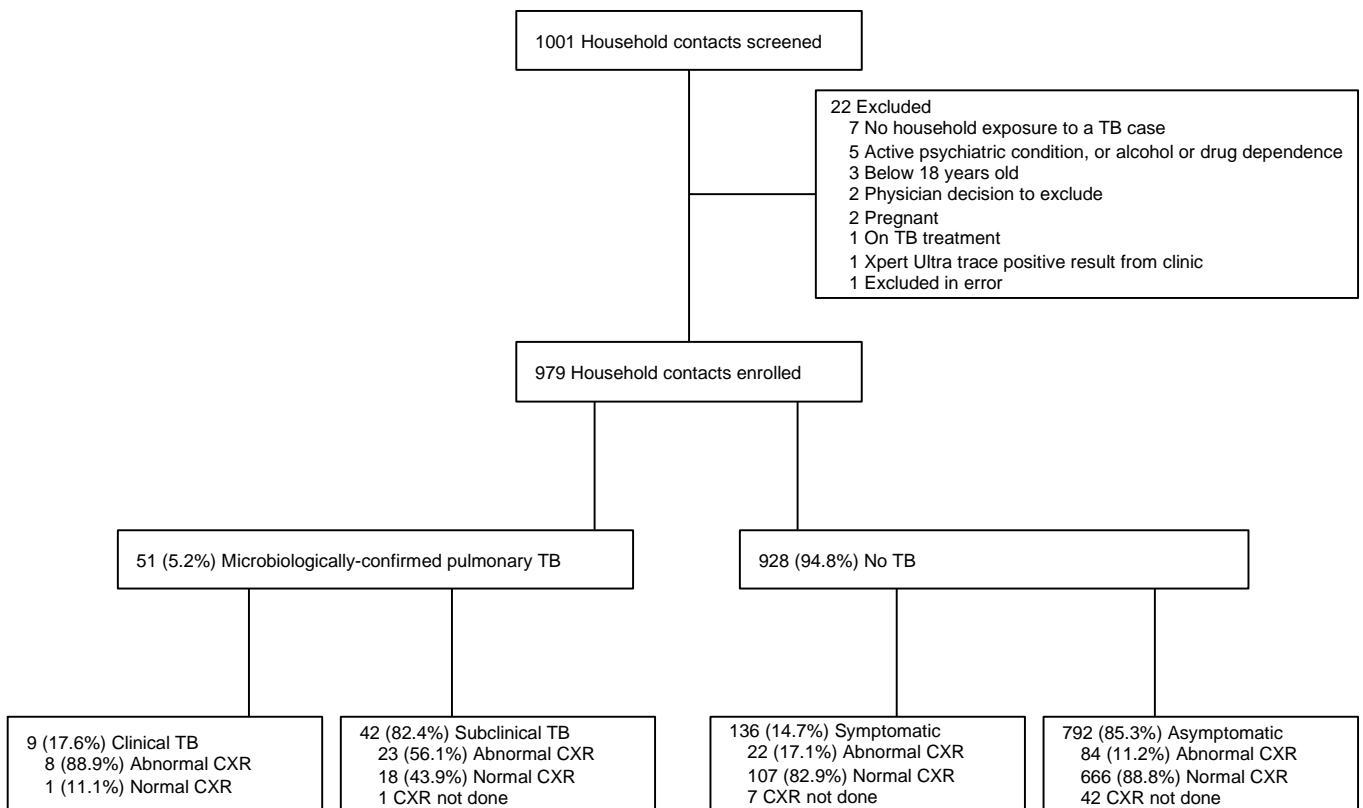 1001 Household contacts screened
22 Excluded
7 No household exposure to a TB case
5 Active psychiatric condition, or alcohol or drug dependence
3 Below 18 years old
2 Physician decision to exclude
2 Pregnant
1 On TB treatment
1 Xpert Ultra trace positive result from clinic
1 Excluded in error
979 Household contacts enrolled
51 (5.2%) Microbiologically-confirmed pulmonary TB
928 (94.8%) No TB
9 (17.6%) Clinical TB
8 (88.9%) Abnormal CXR
1 (11.1%) Normal CXR
42 (82.4%) Subclinical TB
23 (56.1%) Abnormal CXR
18 (43.9%) Normal CXR
1 CXR not done
136 (14.7%) Symptomatic
22 (17.1%) Abnormal CXR
107 (82.9%) Normal CXR
7 CXR not done
792 (85.3%) Asymptomatic
84 (11.2%) Abnormal CXR
666 (88.8%) Normal CXR
42 CXR not done